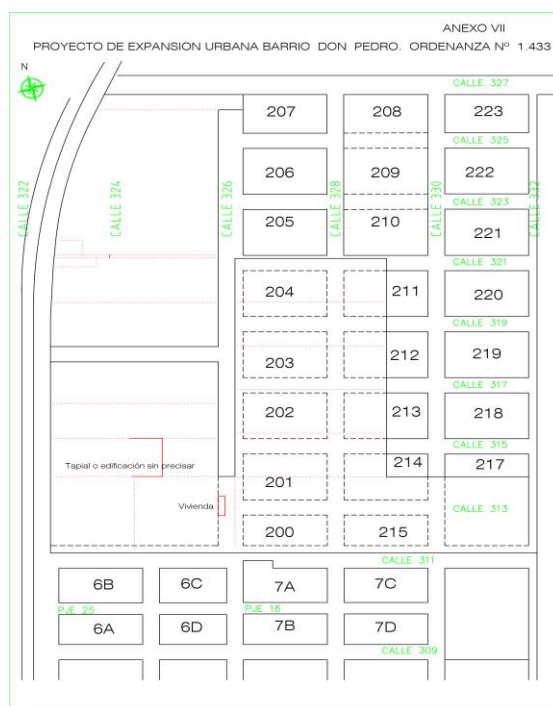 ANEXO VII
PROYECTO DE EXPANSION URBANA BARRIO DON PEDRO. ORDENANZA Nº 1.433
N
CALLE 327
207 208 223
CALLE 325
206 209 222
CALLE 322 CALLE 324 CALLE 326 CALLE 328 CALLE 330 CALLE 332
CALLE 323
205 210 221
CALLE 321
204 211 220
CALLE 319
203 212 219
CALLE 317
202 213 218
CALLE 315
Tapial o edificación sin precisar
214 217
201
Vivienda
CALLE 313
200 215
CALLE 311
6B 6C 7A 7C
PJE 25 PJE 16
6A 6D 7B 7D
CALLE 309